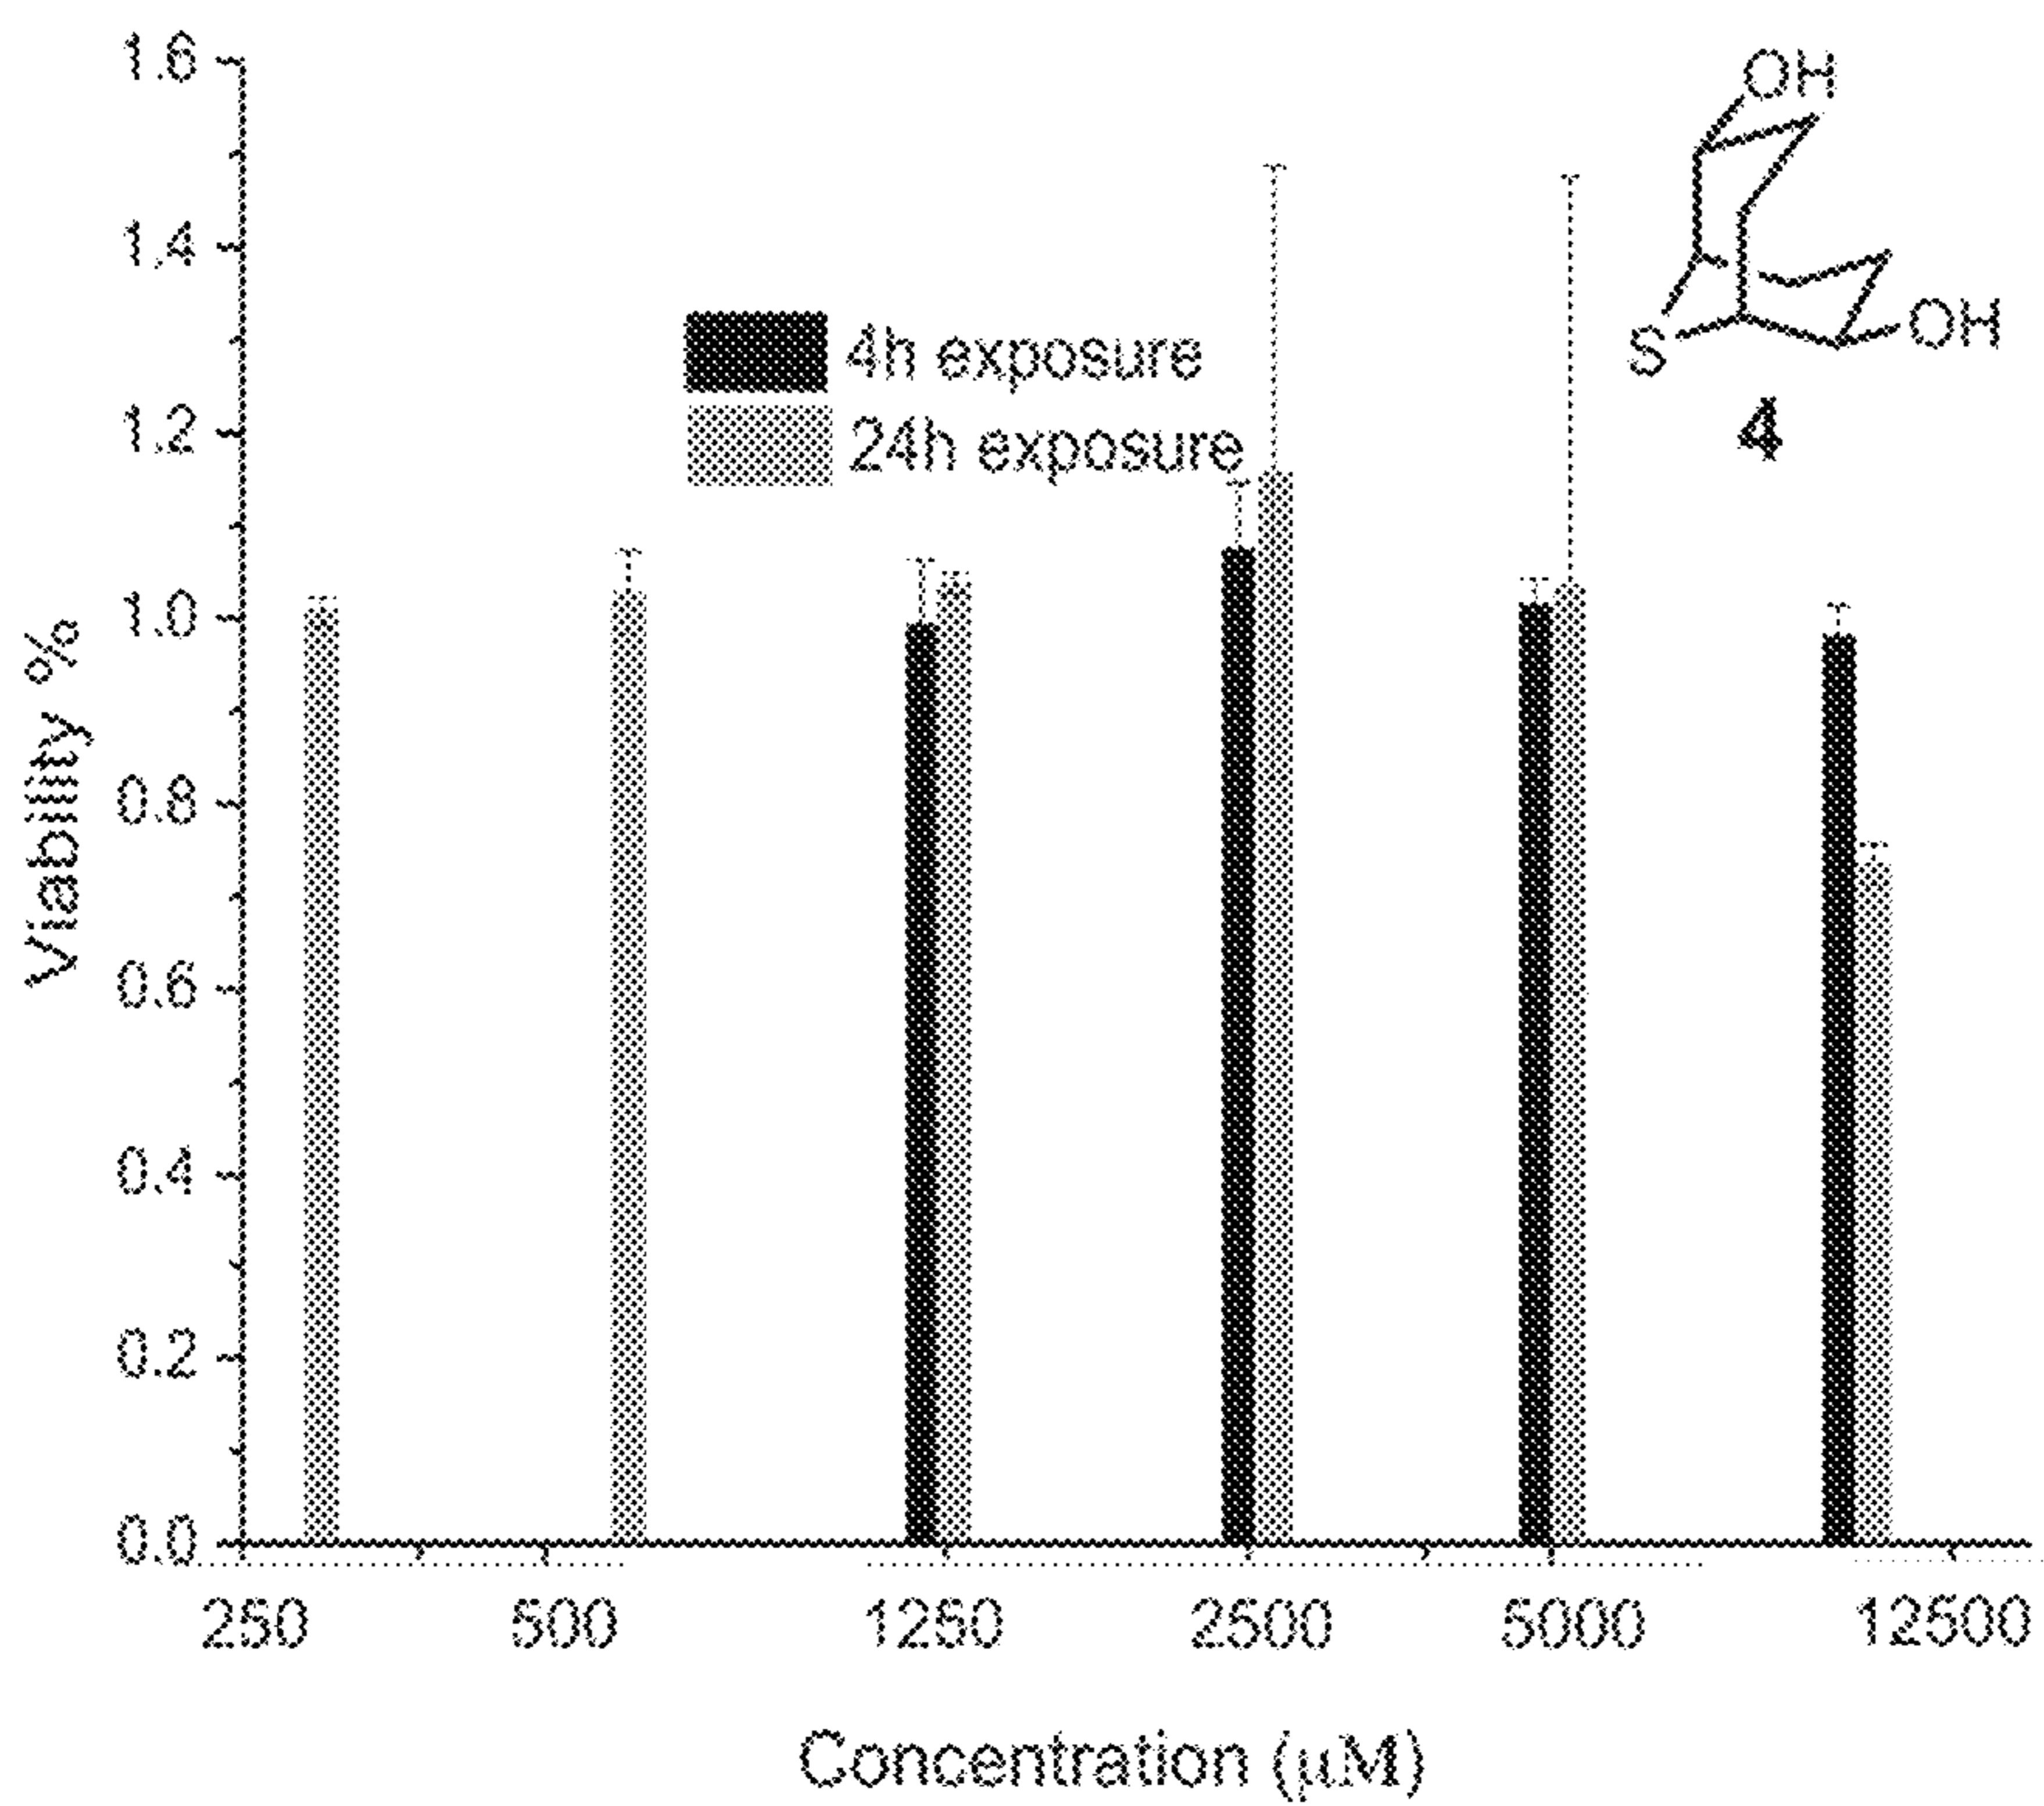 1.6
1.4
1.2
1.0
0.8
0.6
0.4
0.2
0.0
Viability %
4h exposure
24h exposure
OH
OH
S
4
250 500 1250 2500 5000 12500
Concentration (µM)